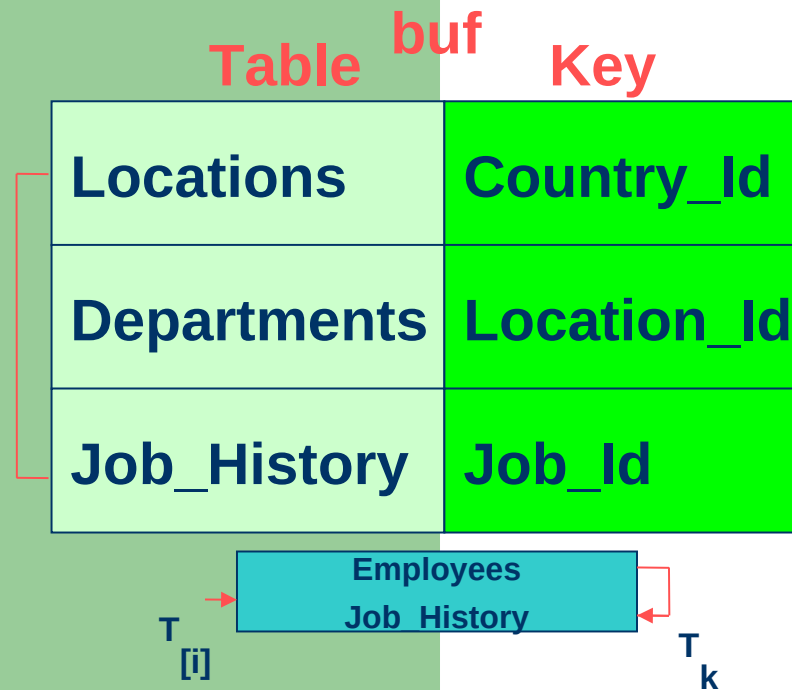 buf
Table Key
Locations Country_Id
Departments Location_Id
Job_History Job_Id
Employees
Job_History
T
[i]
T
k